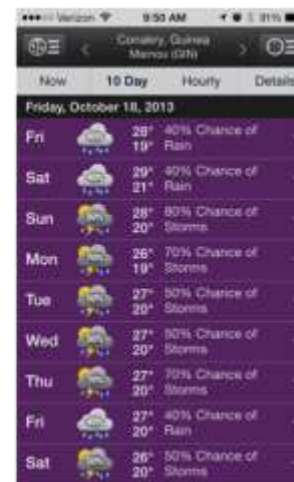 Verizon 9:50 AM 31%
Conakry, Guinea
Mamou (GIN)
Now 10 Day Hourly Details
Friday, October 18, 2013
Fri 28° 40% Chance of
19° Rain
Sat 29° 40% Chance of
21° Rain
Sun 28° 80% Chance of
20° Storms
Mon 26° 70% Chance of
19° Storms
Tue 27° 50% Chance of
20° Storms
Wed 27° 50% Chance of
20° Storms
Thu 27° 70% Chance of
20° Storms
Fri 27° 40% Chance of
20° Rain
Sat 26° 50% Chance of
20° Storms